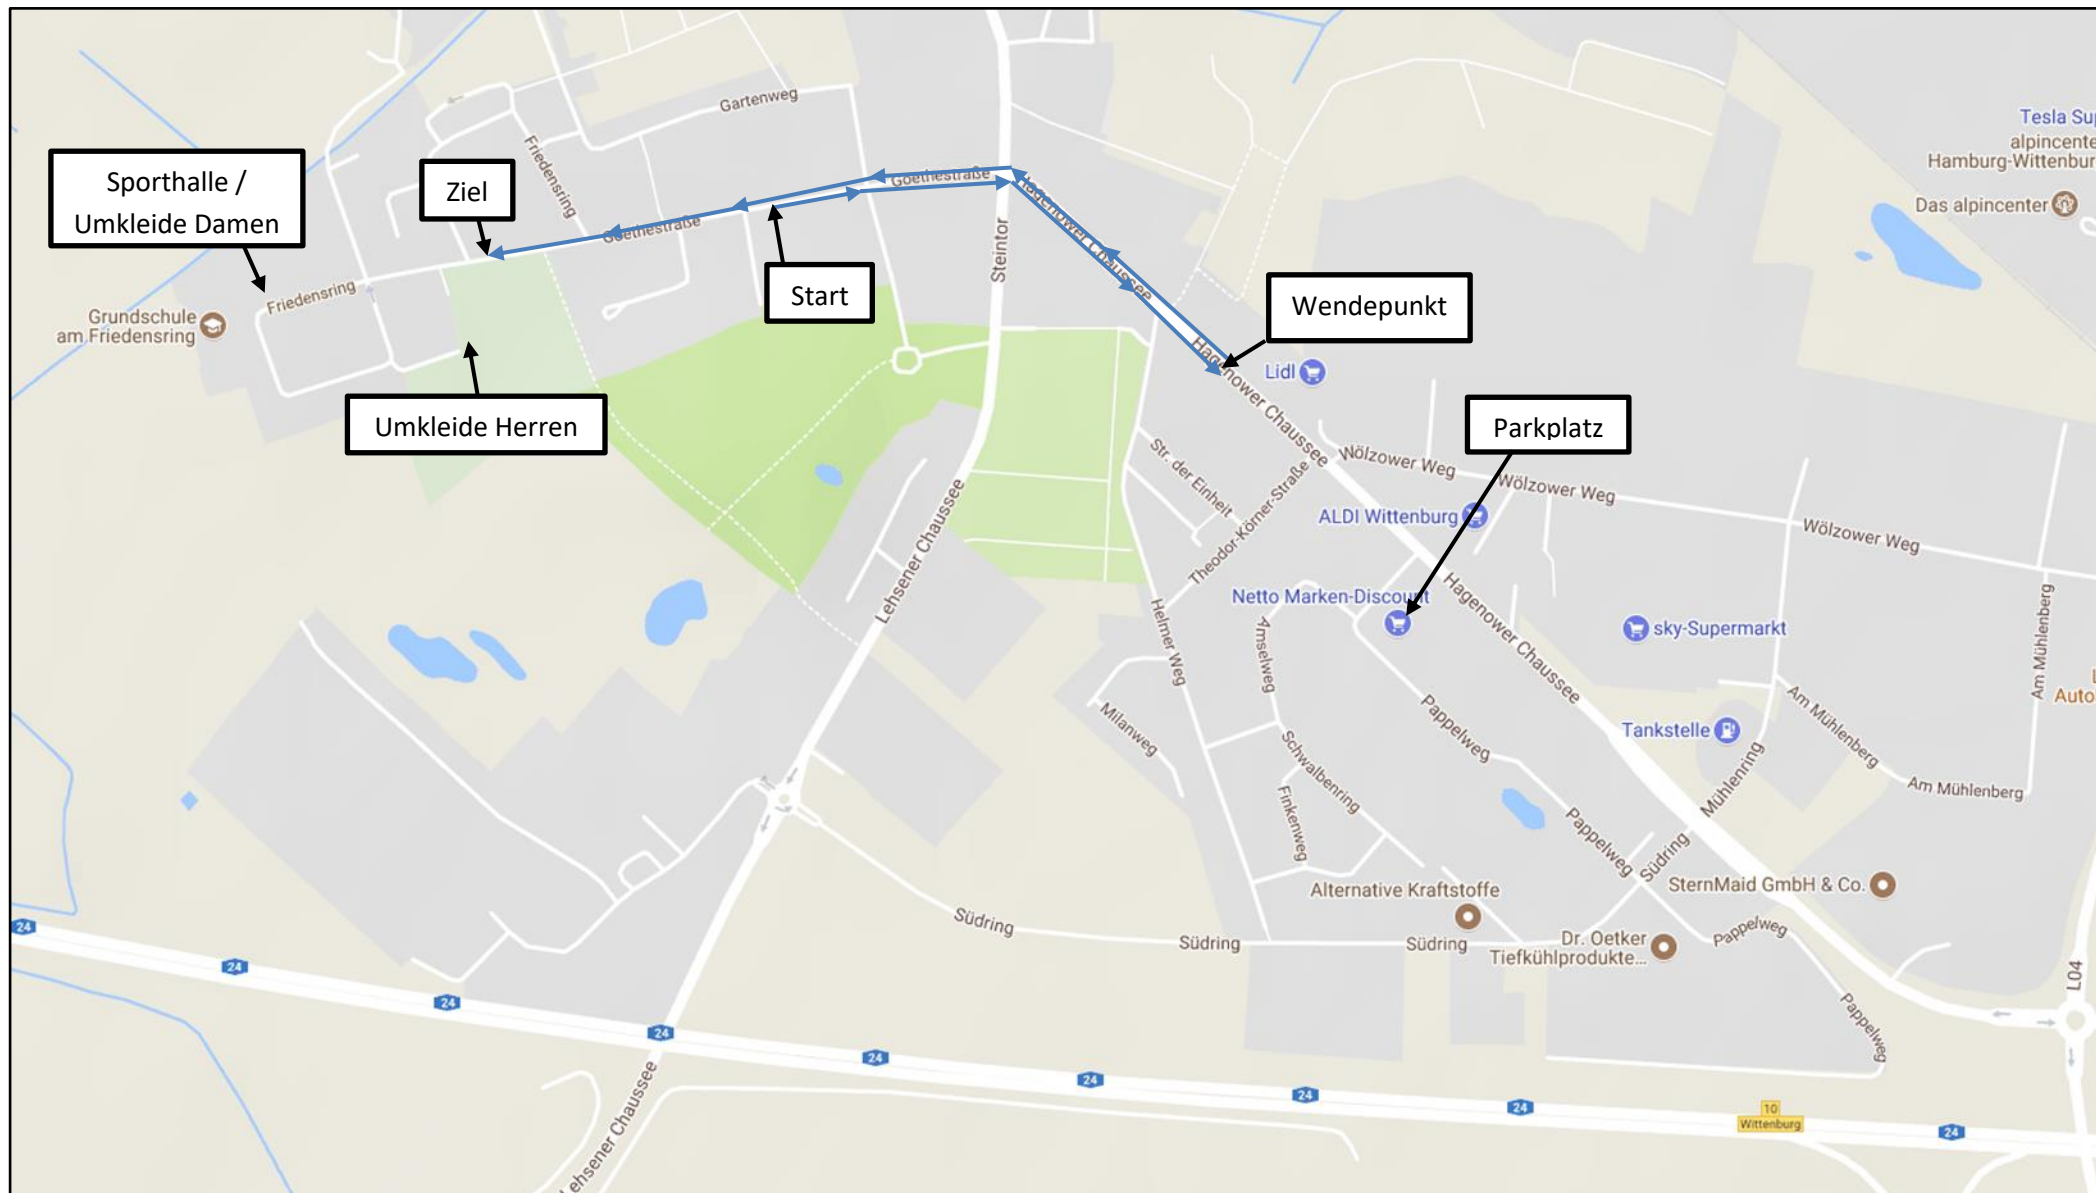 Gartenweg
Tesla Su
alpincente
Hamburg-Wittenbur
Das alpincenter
Sporthalle /
Umkleide Damen
Ziel
Friedensring
Goethestraße
Goethestraße
Hagenower Chaussee
Steintor
Start
Wendepunkt
Friedensring
Grundschule
am Friedensring
Umkleide Herren
Hagenower Chaussee
Lidl
Parkplatz
Wölzower Weg
Wölzower Weg
Wölzower Weg
Str. der Einheit
Theodor-Körner-Straße
ALDI Wittenburg
Lehsener Chaussee
Netto Marken-Discount
Hagenower Chaussee
sky-Supermarkt
Helmer Weg
Amselweg
Am Mühlenberg
Auto
Milanweg
Pappelweg
Tankstelle
Am Mühlenberg
Schwalbenring
Finkenweg
Mühlenring
Am Mühlenberg
Pappelweg
Südring
Alternative Kraftstoffe
SternMaid GmbH & Co.
Südring
Südring
Südring
Dr. Oetker
Tiefkühlprodukte...
Pappelweg
L04
Pappelweg
24
24
24
24
24
24
24
24
24
10
Wittenburg
Lehsener Chaussee